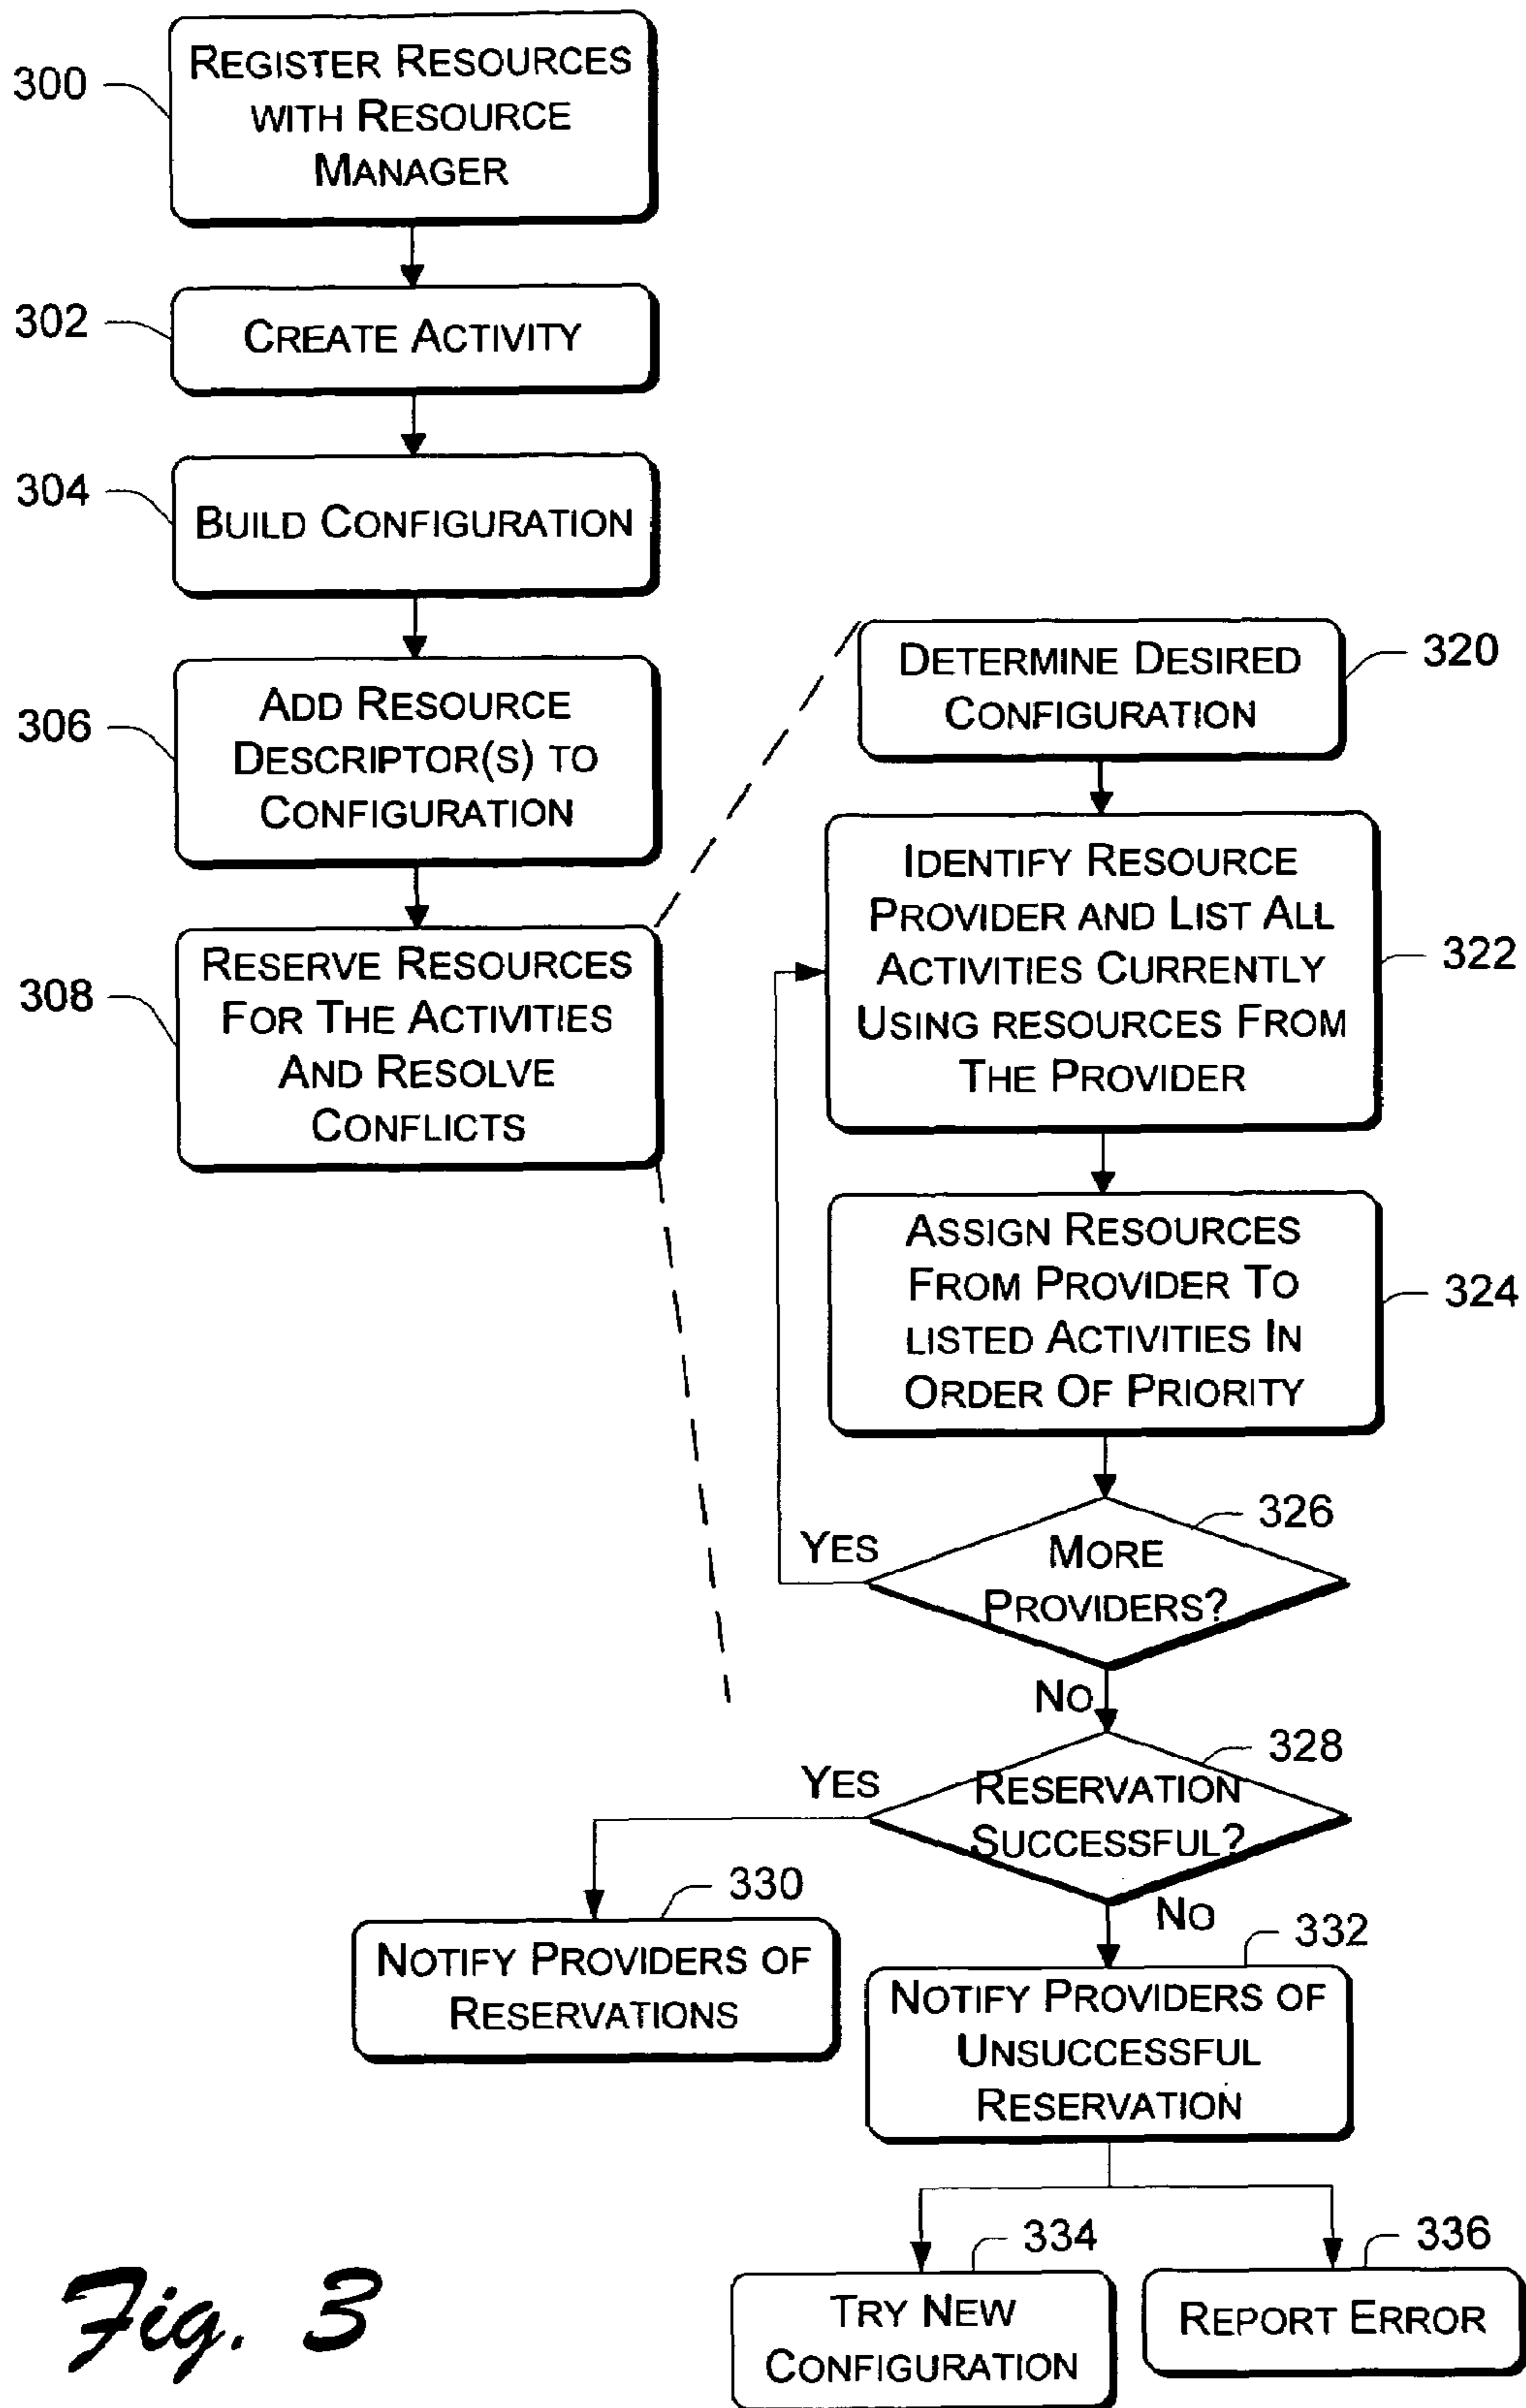 300
REGISTER RESOURCES
WITH RESOURCE
MANAGER
302
CREATE ACTIVITY
304
BUILD CONFIGURATION
306
ADD RESOURCE
DESCRIPTOR(S) TO
CONFIGURATION
308
RESERVE RESOURCES
FOR THE ACTIVITIES
AND RESOLVE
CONFLICTS
DETERMINE DESIRED
CONFIGURATION
320
IDENTIFY RESOURCE
PROVIDER AND LIST ALL
ACTIVITIES CURRENTLY
USING RESOURCES FROM
THE PROVIDER
322
ASSIGN RESOURCES
FROM PROVIDER TO
LISTED ACTIVITIES IN
ORDER OF PRIORITY
324
326
YES
MORE
PROVIDERS?
NO
328
YES
RESERVATION
SUCCESSFUL?
NO
330
NOTIFY PROVIDERS OF
RESERVATIONS
332
NOTIFY PROVIDERS OF
UNSUCCESSFUL
RESERVATION
334
TRY NEW
CONFIGURATION
336
REPORT ERROR
Fig. 3